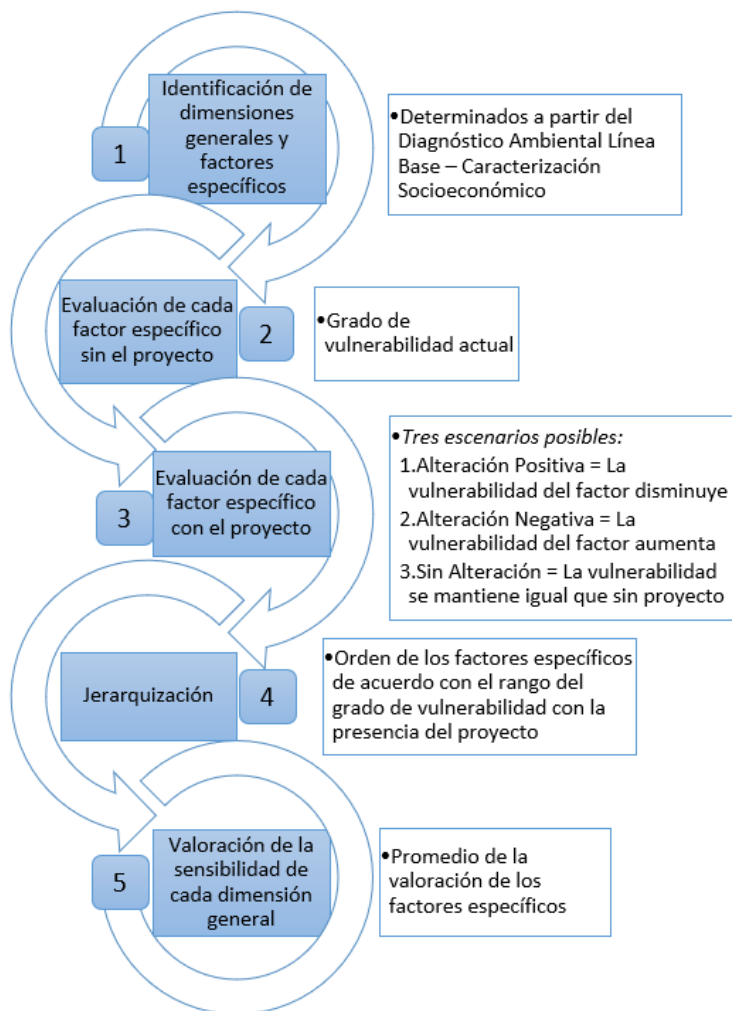 Identificación de
dimensiones
generales y
factores
específicos
1
•Determinados a partir del
Diagnóstico Ambiental Línea
Base – Caracterización
Socioeconómico
Evaluación de cada
factor específico
sin el proyecto
2
•Grado de
vulnerabilidad actual
Evaluación de cada
factor específico
con el proyecto
3
•Tres escenarios posibles:
1.Alteración Positiva = La
vulnerabilidad del factor disminuye
2.Alteración Negativa = La
vulnerabilidad del factor aumenta
3.Sin Alteración = La vulnerabilidad
se mantiene igual que sin proyecto
Jerarquización
4
•Orden de los factores específicos
de acuerdo con el rango del
grado de vulnerabilidad con la
presencia del proyecto
Valoración de la
sensibilidad de
cada dimensión
general
5
•Promedio de la
valoración de los
factores específicos